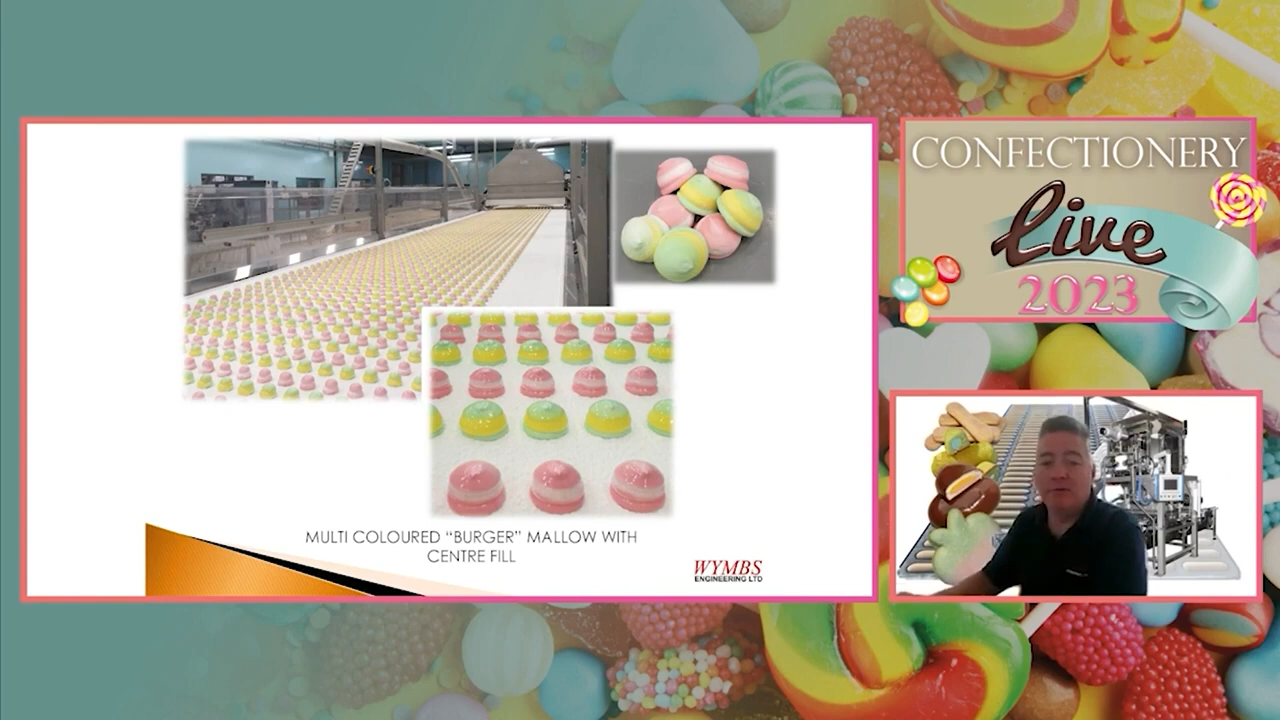 CONFECTIONERY
live
2023
MULTI COLOURED “BURGER” MALLOW WITH
CENTRE FILL
WYMBS
ENGINEERING LTD